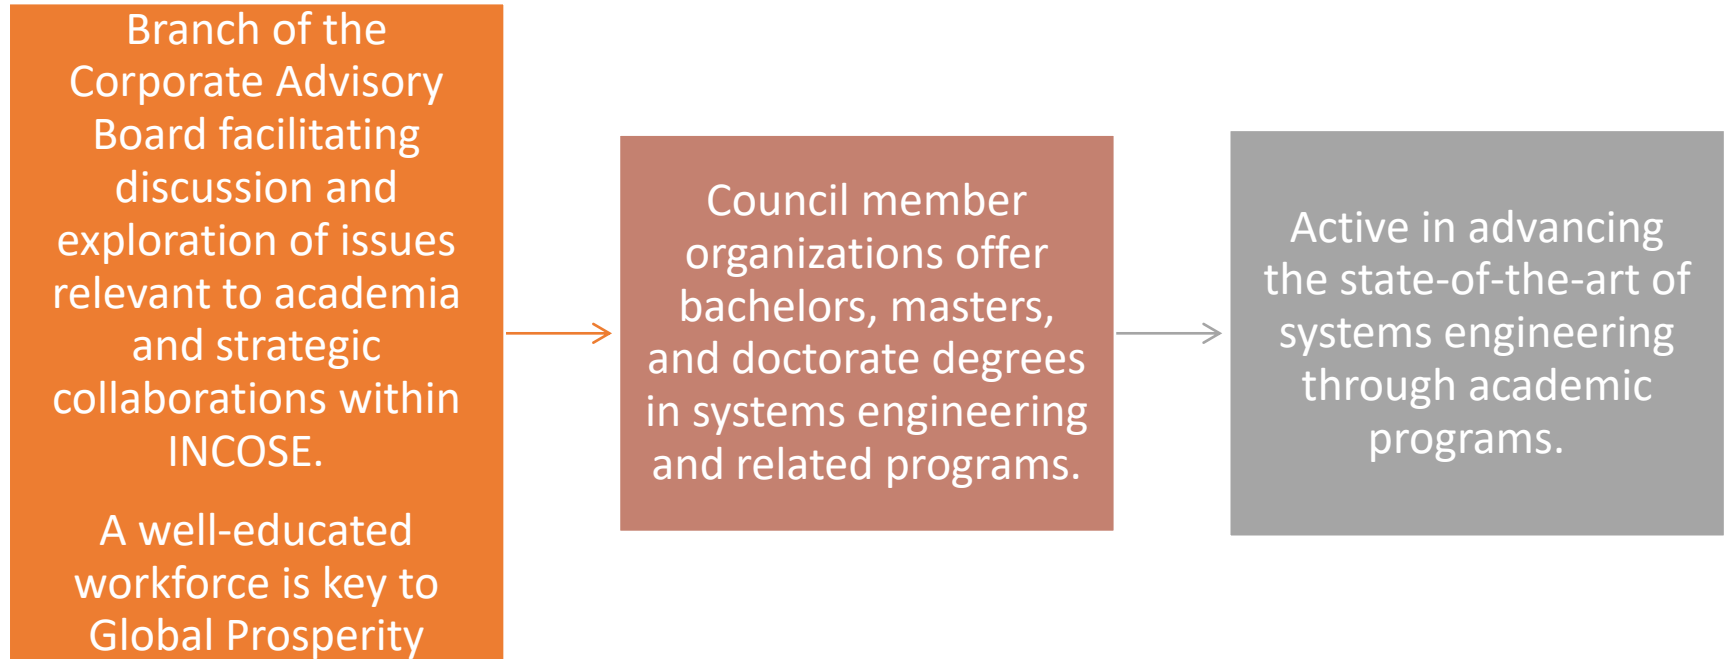 Branch of the
Corporate Advisory
Board facilitating
discussion and
exploration of issues
relevant to academia
and strategic
collaborations within
INCOSE.
A well-educated
workforce is key to
Global Prosperity
Council member
organizations offer
bachelors, masters,
and doctorate degrees
in systems engineering
and related programs.
Active in advancing
the state-of-the-art of
systems engineering
through academic
programs.